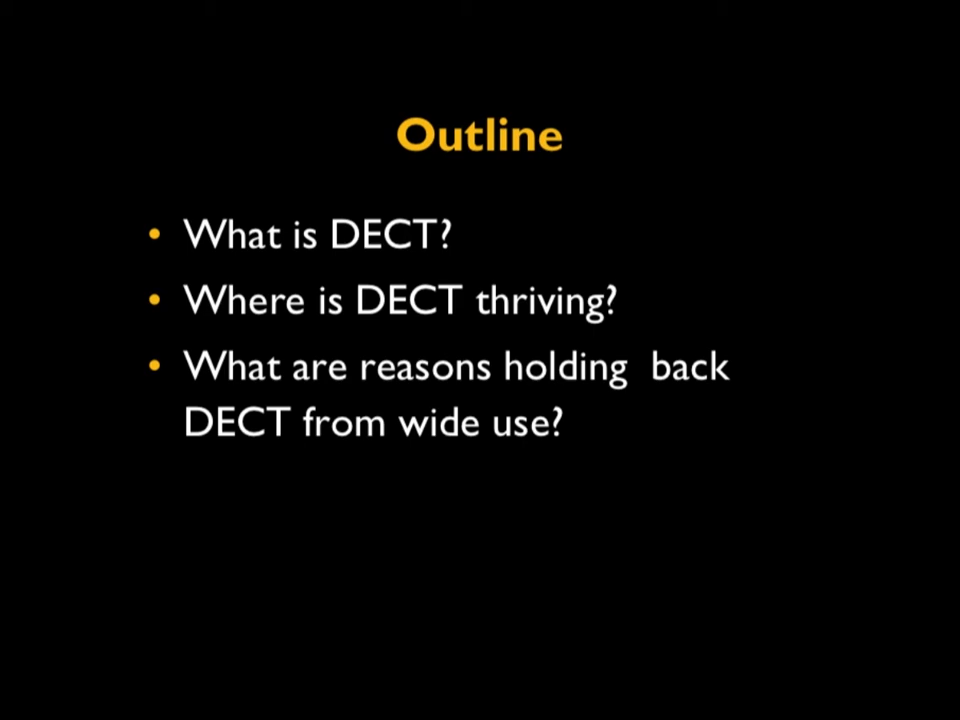 Outline
• What is DECT?
• Where is DECT thriving?
• What are reasons holding  back
DECT from wide use?